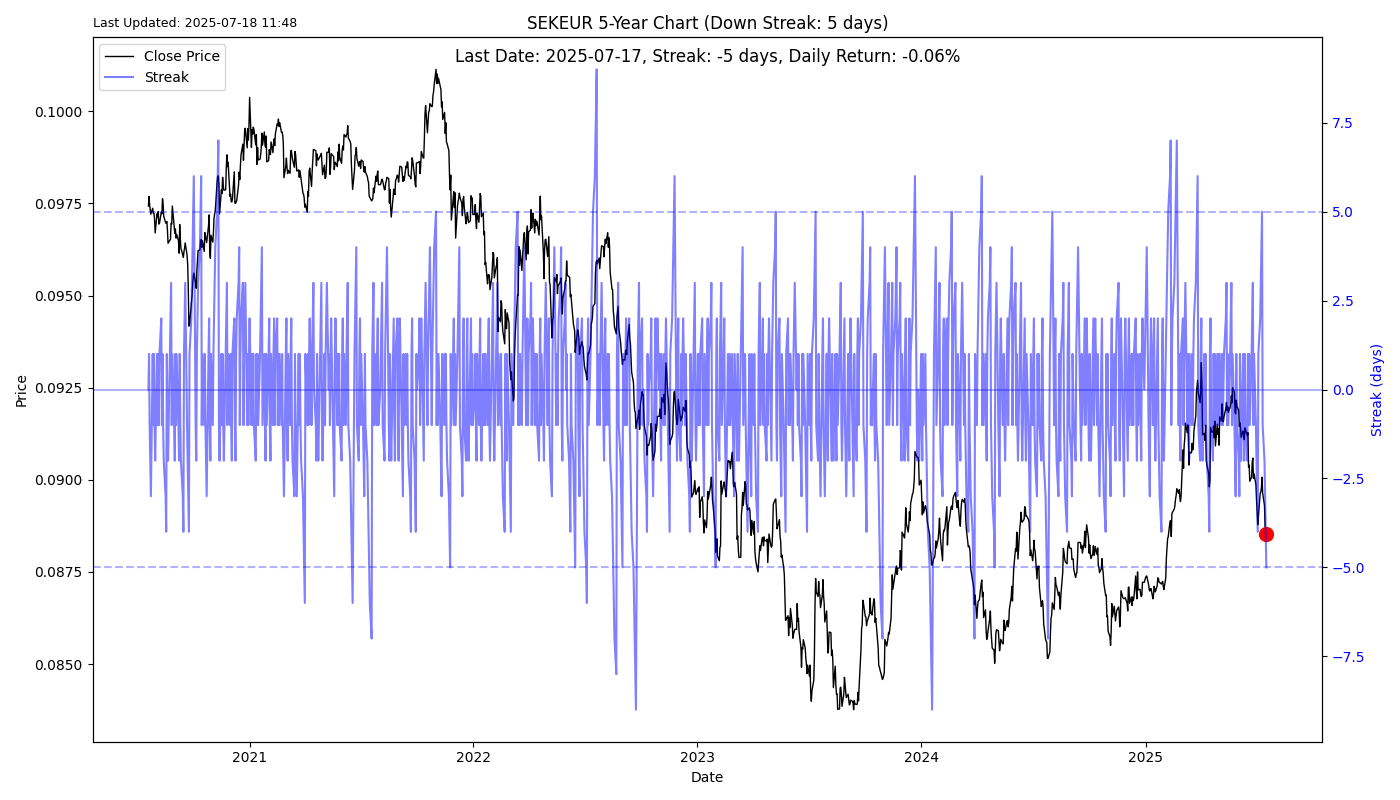 Last Updated: 2025-07-18 11:48
SEKEUR 5-Year Chart (Down Streak: 5 days)
Last Date: 2025-07-17, Streak: -5 days, Daily Return: -0.06%
Close Price
Streak
0.1000
0.0975
0.0950
0.0925
0.0900
0.0875
0.0850
Price
7.5
5.0
2.5
0.0
−2.5
−5.0
−7.5
Streak (days)
2021
2022
2023
2024
2025
Date